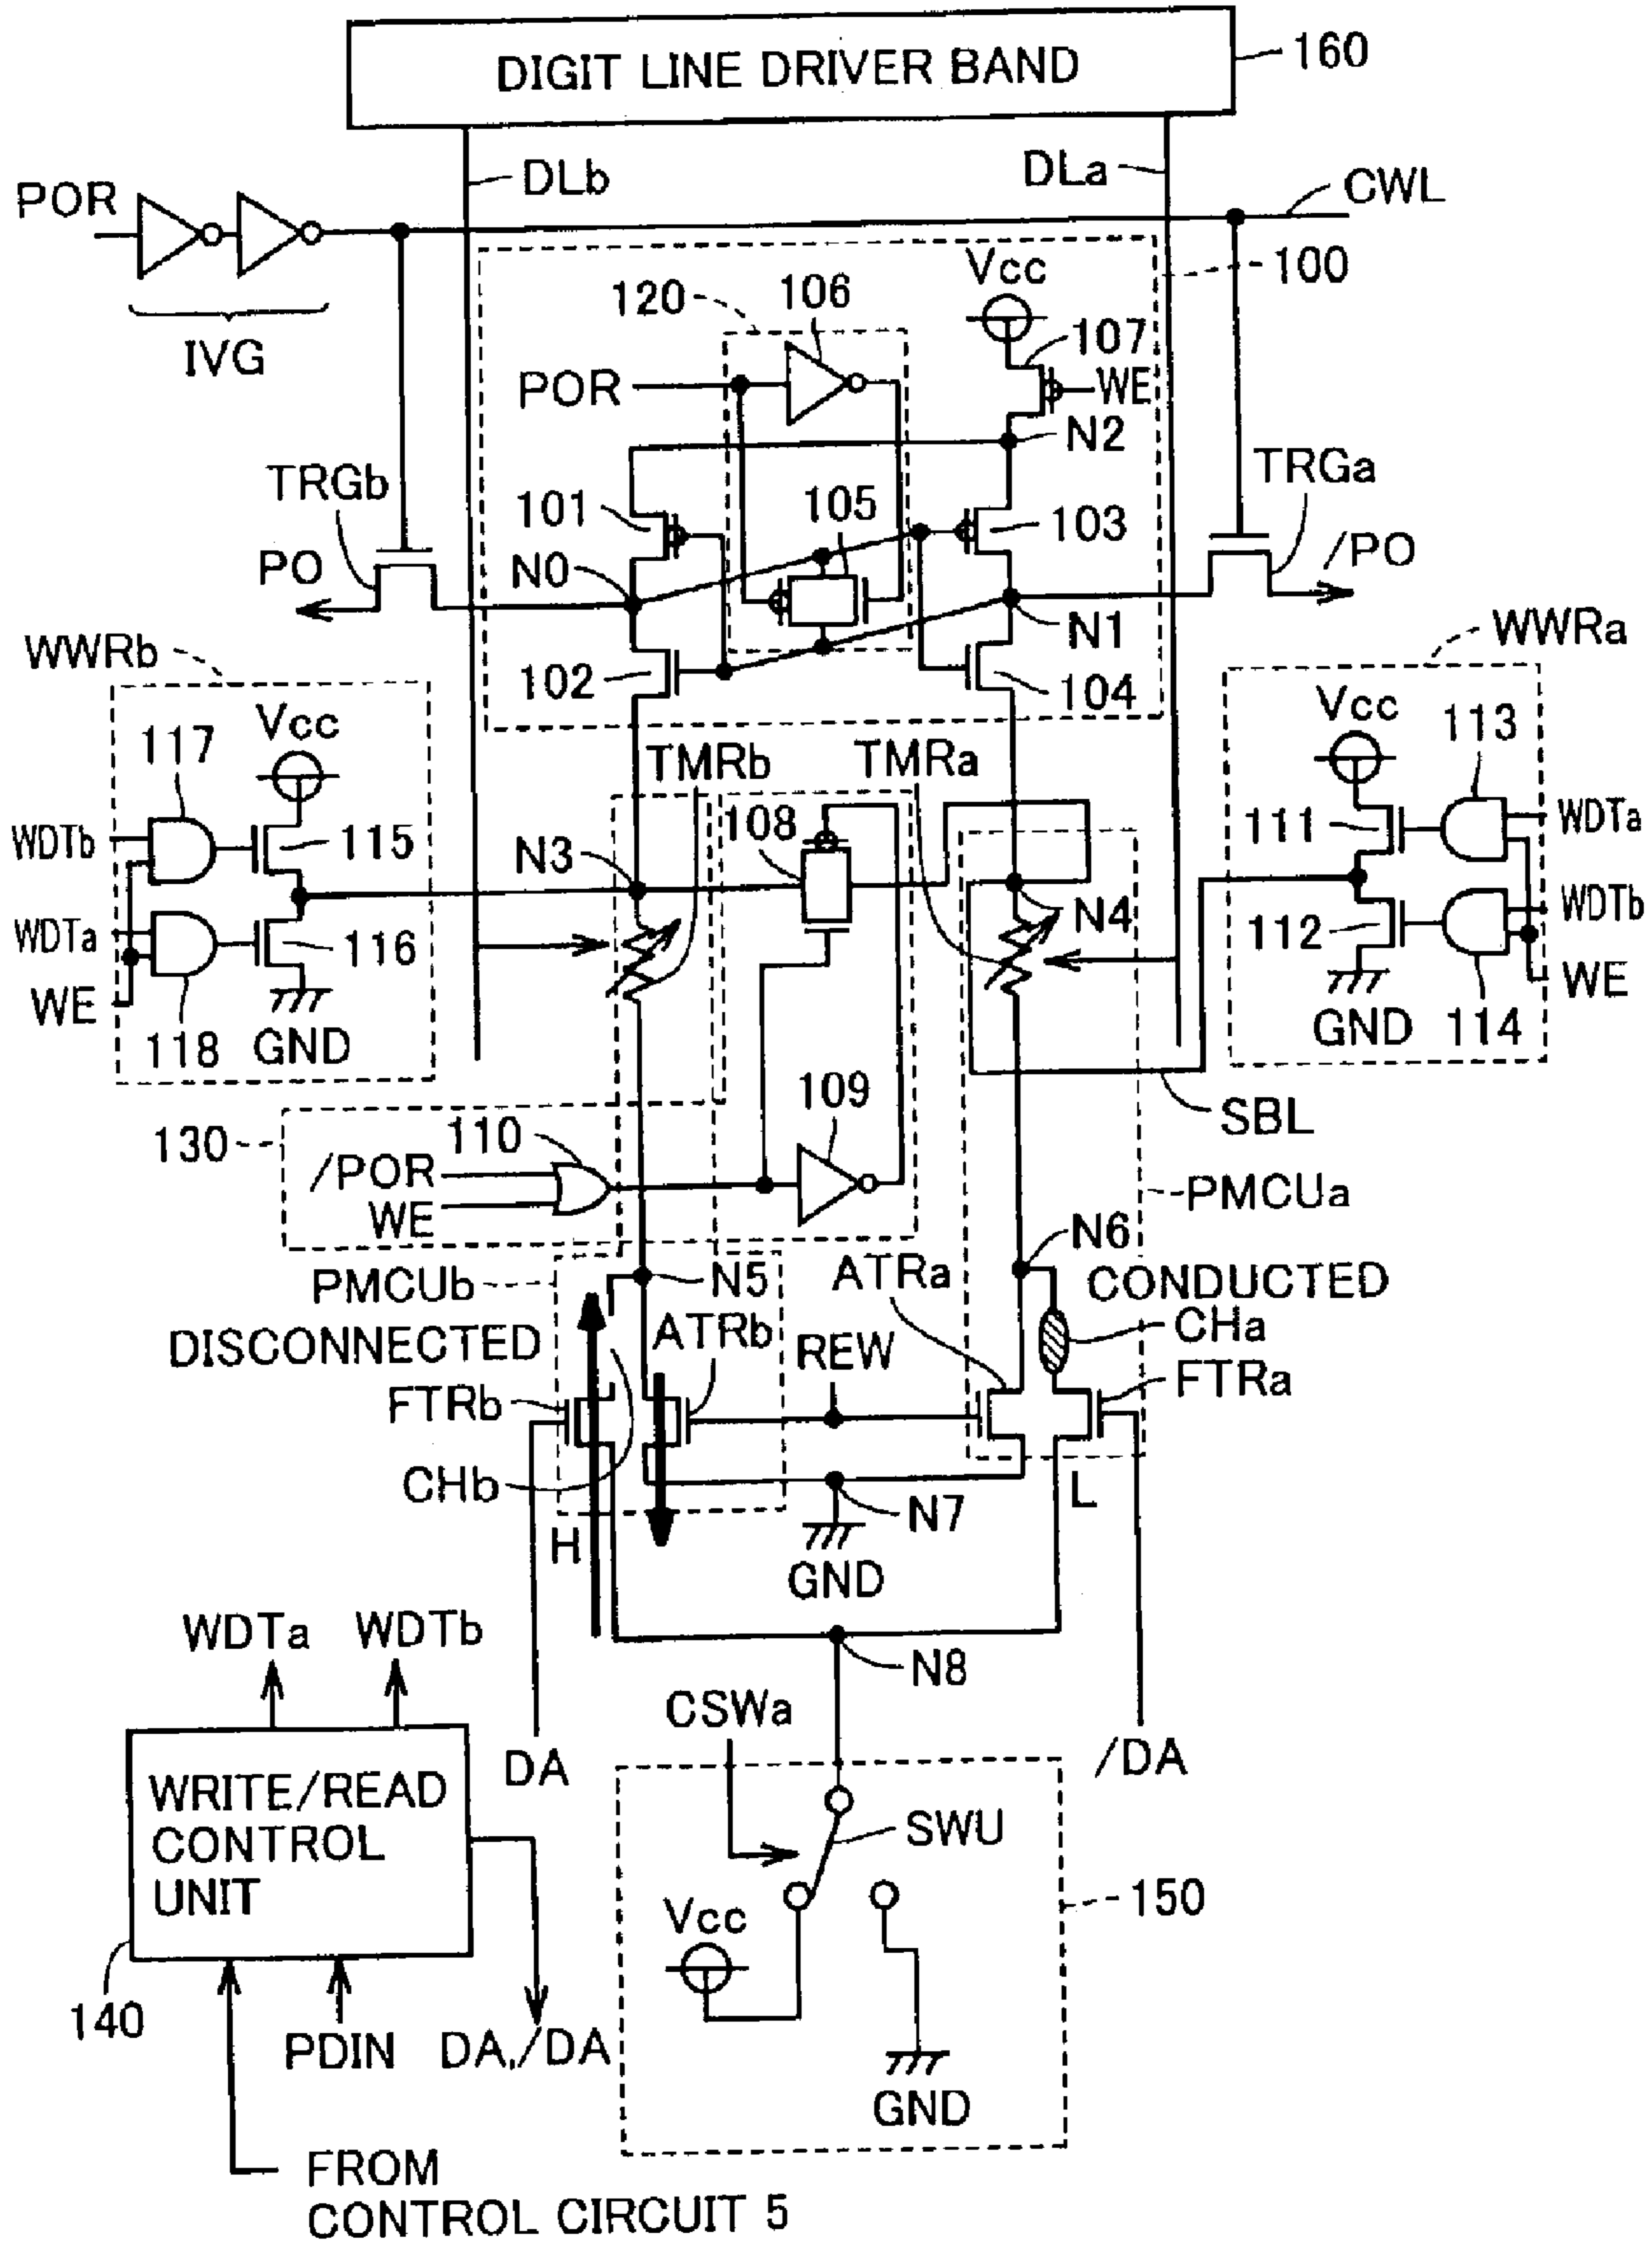 DIGIT LINE DRIVER BAND
160
DLb
DLa
POR
CWL
IVG
100
Vcc
120
106
107
POR
WE
N2
TRGb
TRGa
101
105
103
PO
/PO
N0
N1
WWRb
WWRa
102
104
Vcc
117
TMRb
TMRa
Vcc
113
WDTb
115
108
111
WDTa
N3
N4
WDTa
116
112
WDTb
WE
118
GND
GND
114
WE
109
SBL
130
110
/POR
WE
PMCUa
N6
PMCUb
N5
ATRa
CONDUCTED
DISCONNECTED
ATRb
REW
CHa
FTRb
FTRa
CHb
L
N7
H
GND
WDTa
WDTb
N8
CSWa
DA
/DA
WRITE/READ
CONTROL
UNIT
SWU
150
Vcc
140
PDIN
DA,/DA
GND
FROM
CONTROL CIRCUIT 5